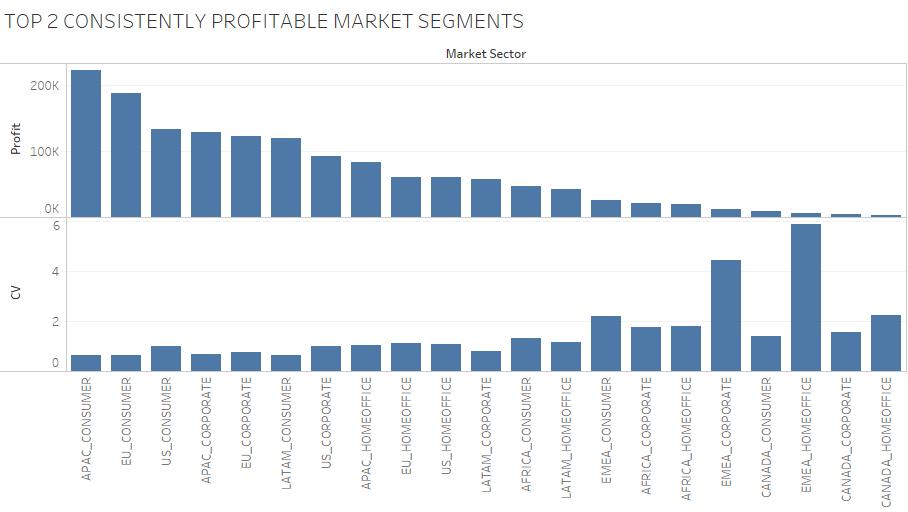 TOP 2 CONSISTENTLY PROFITABLE MARKET SEGMENTS
Market Sector
Profit
200K
100K
0K
CV
6
4
2
0
APAC_CONSUMER
EU_CONSUMER
US_CONSUMER
APAC_CORPORATE
EU_CORPORATE
LATAM_CONSUMER
US_CORPORATE
APAC_HOMEOFFICE
EU_HOMEOFFICE
US_HOMEOFFICE
LATAM_CORPORATE
AFRICA_CONSUMER
LATAM_HOMEOFFICE
EMEA_CONSUMER
AFRICA_CORPORATE
AFRICA_HOMEOFFICE
EMEA_CORPORATE
CANADA_CONSUMER
EMEA_HOMEOFFICE
CANADA_CORPORATE
CANADA_HOMEOFFICE